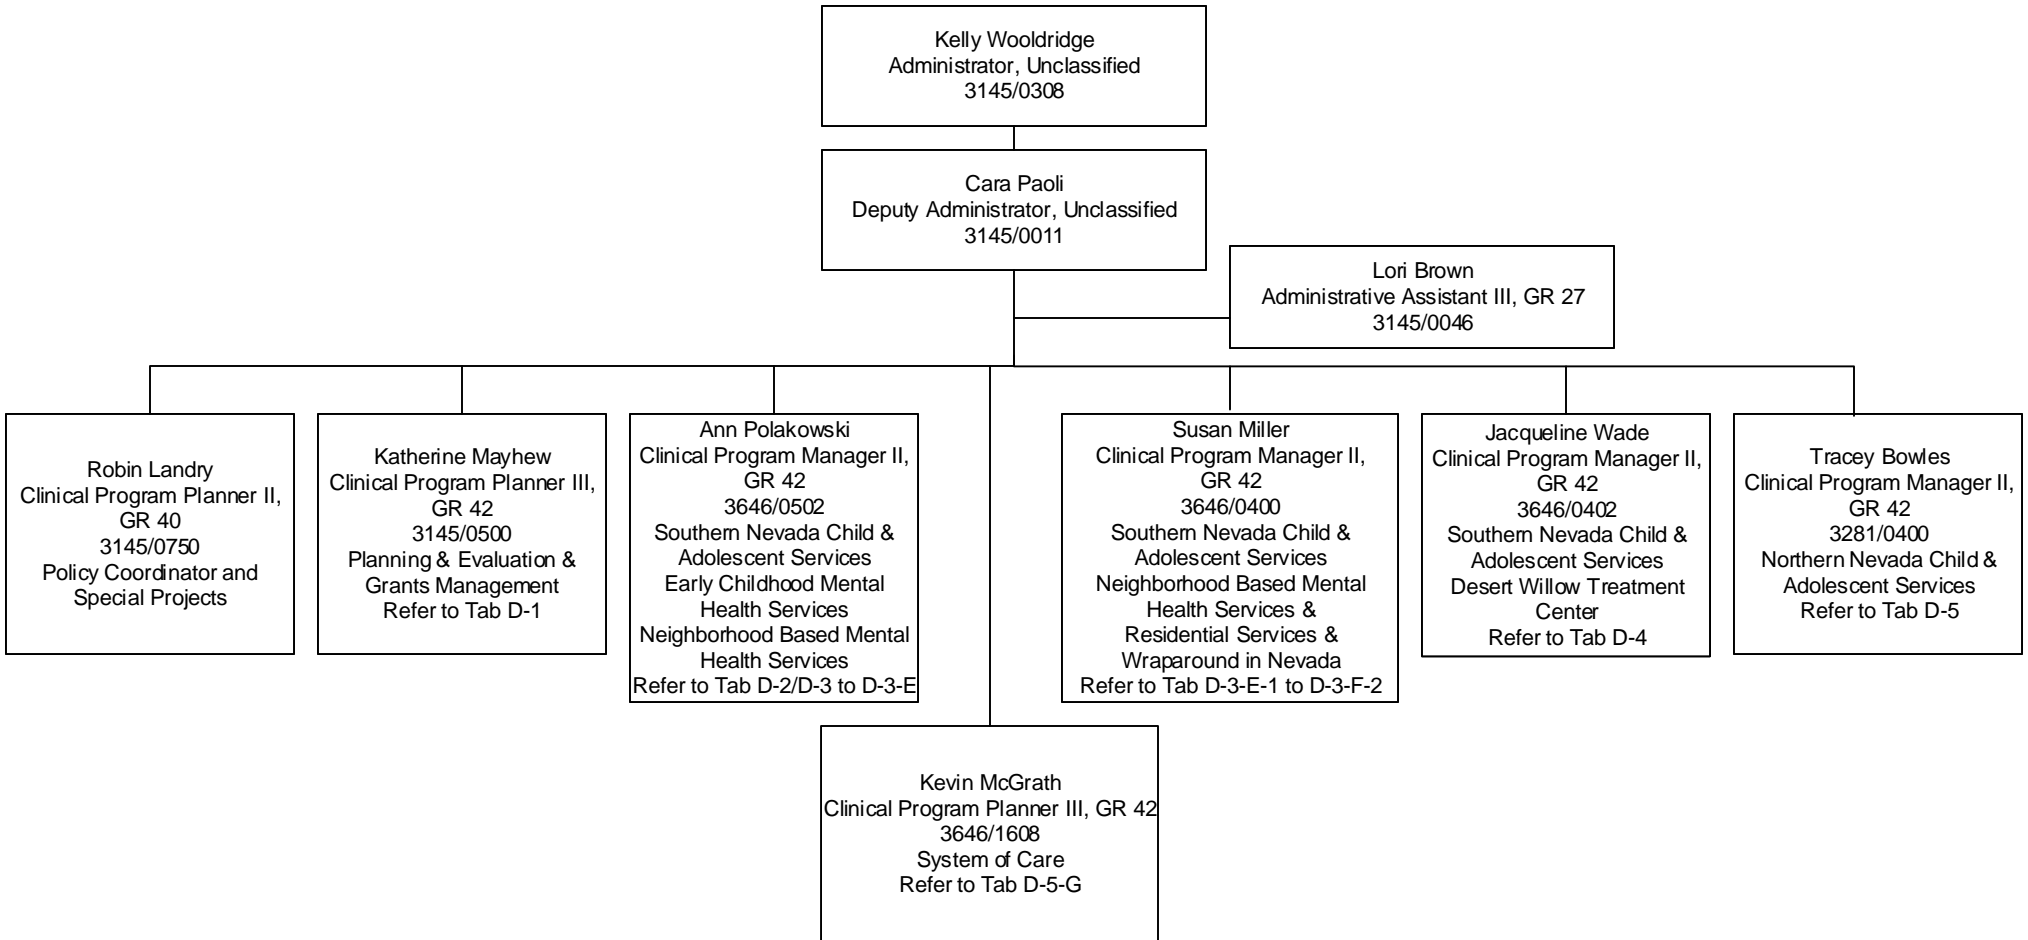 Kelly Wooldridge
Administrator, Unclassified
3145/0308
Cara Paoli
Deputy Administrator, Unclassified
3145/0011
Lori Brown
Administrative Assistant III, GR 27
3145/0046
Robin Landry
Clinical Program Planner II,
GR 40
3145/0750
Policy Coordinator and
Special Projects
Katherine Mayhew
Clinical Program Planner III,
GR 42
3145/0500
Planning & Evaluation &
Grants Management
Refer to Tab D-1
Ann Polakowski
Clinical Program Manager II,
GR 42
3646/0502
Southern Nevada Child &
Adolescent Services
Early Childhood Mental
Health Services
Neighborhood Based Mental
Health Services
Refer to Tab D-2/D-3 to D-3-E
Susan Miller
Clinical Program Manager II,
GR 42
3646/0400
Southern Nevada Child &
Adolescent Services
Neighborhood Based Mental
Health Services &
Residential Services &
Wraparound in Nevada
Refer to Tab D-3-E-1 to D-3-F-2
Jacqueline Wade
Clinical Program Manager II,
GR 42
3646/0402
Southern Nevada Child &
Adolescent Services
Desert Willow Treatment
Center
Refer to Tab D-4
Tracey Bowles
Clinical Program Manager II,
GR 42
3281/0400
Northern Nevada Child &
Adolescent Services
Refer to Tab D-5
Kevin McGrath
Clinical Program Planner III, GR 42
3646/1608
System of Care
Refer to Tab D-5-G